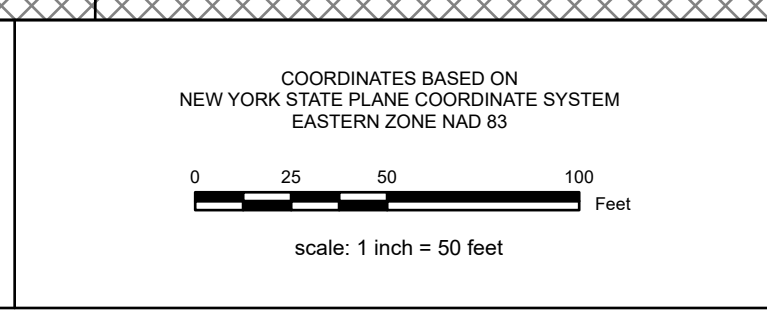 COORDINATES BASED ON
NEW YORK STATE PLANE COORDINATE SYSTEM
EASTERN ZONE NAD 83
0 25 50 100
Feet
scale: 1 inch = 50 feet